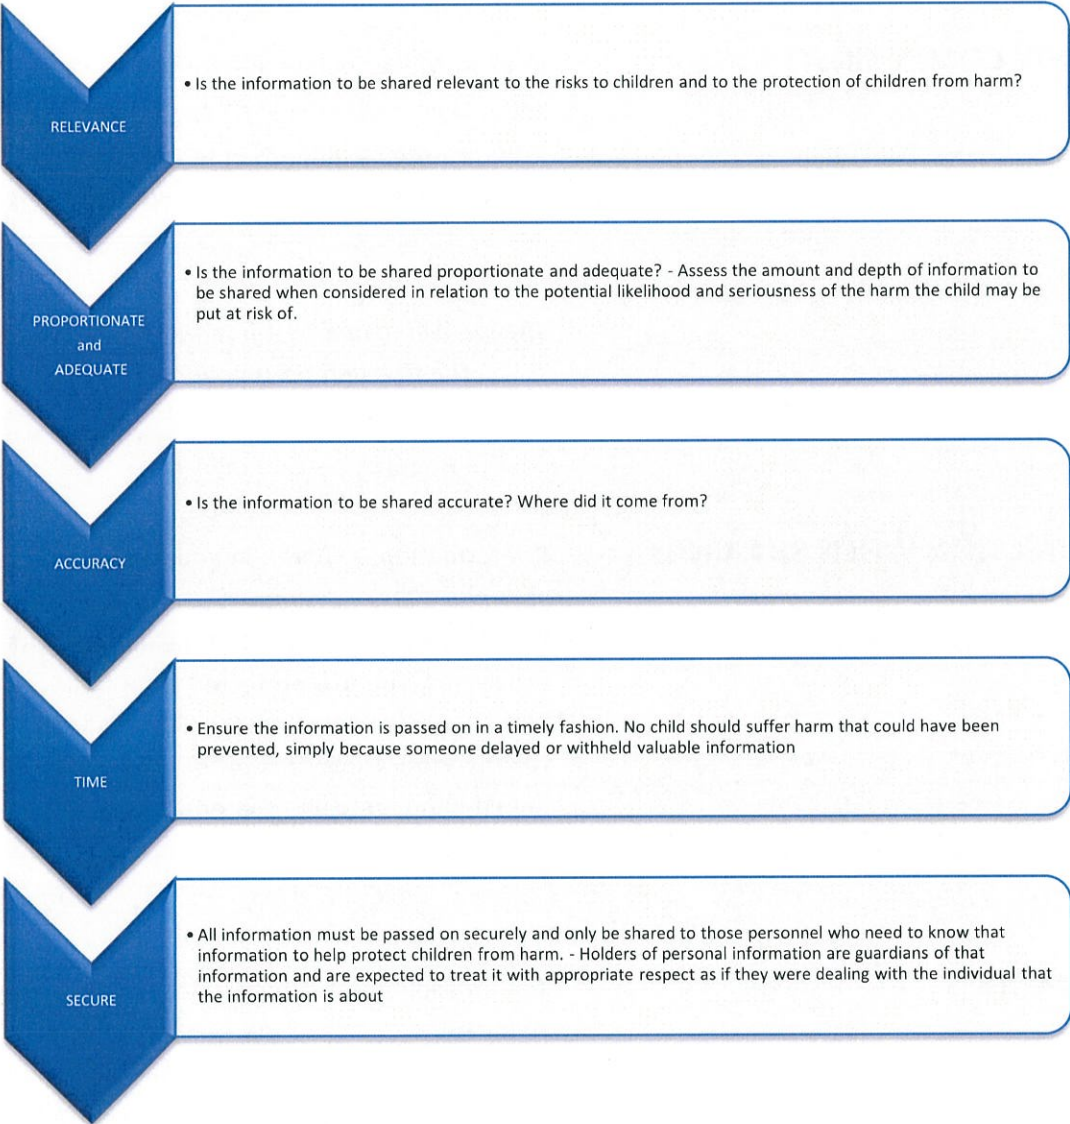 RELEVANCE
• Is the information to be shared relevant to the risks to children and to the protection of children from harm?
PROPORTIONATE
and
ADEQUATE
• Is the information to be shared proportionate and adequate? - Assess the amount and depth of information to
be shared when considered in relation to the potential likelihood and seriousness of the harm the child may be
put at risk of.
ACCURACY
• Is the information to be shared accurate? Where did it come from?
TIME
• Ensure the information is passed on in a timely fashion. No child should suffer harm that could have been
prevented, simply because someone delayed or withheld valuable information
SECURE
• All information must be passed on securely and only be shared to those personnel who need to know that
information to help protect children from harm. - Holders of personal information are guardians of that
information and are expected to treat it with appropriate respect as if they were dealing with the individual that
the information is about